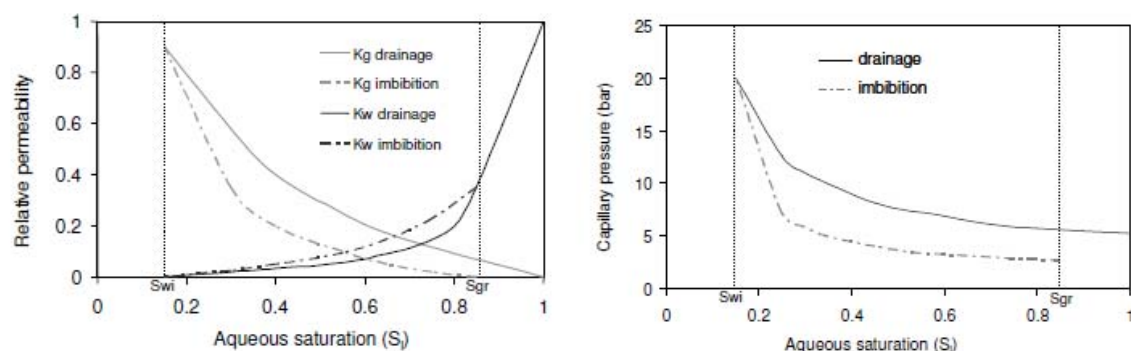 1
0.8
0.6
0.4
0.2
0
Relative permeability
Kg drainage
Kg imbibition
Kw drainage
Kw imbibition
Swi
Sgr
0
0.2
0.4
0.6
0.8
1
Aqueous saturation (Sl)
25
20
15
10
5
0
Capillary pressure (bar)
drainage
imbibition
Swi
Sgr
0
0.2
0.4
0.6
0.8
1
Aqueous saturation (Sl)